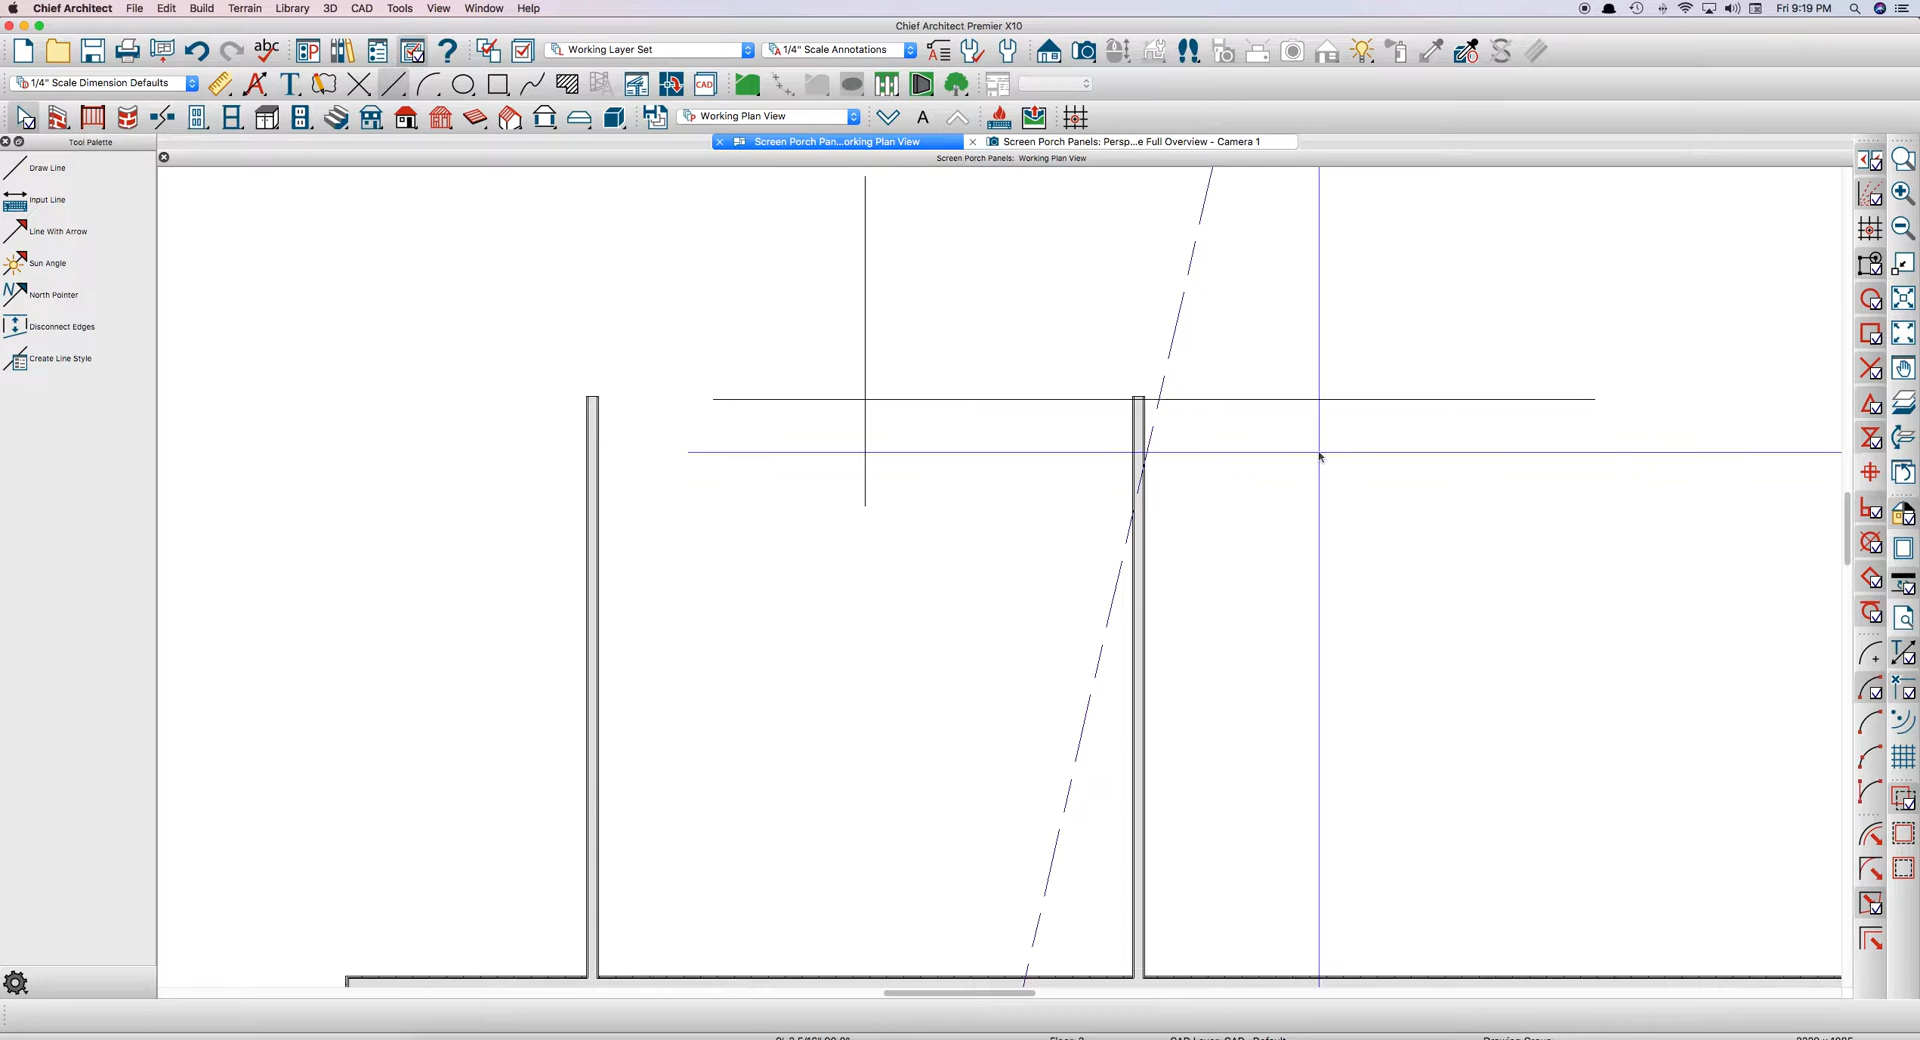 Chief Architect File Edit Build Terrain Library 3D CAD Tools View Window Help Fri 9:19 PM
Chief Architect Premier X10
Working Layer Set 1/4" Scale Annotations
1/4" Scale Dimension Defaults
Working Plan View A
Tool Palette
Screen Porch Pan...orking Plan View
Screen Porch Panels: Persp...e Full Overview - Camera 1
Screen Porch Panels: Working Plan View
Draw Line
Input Line
Line With Arrow
Sun Angle
North Pointer
Disconnect Edges
Create Line Style